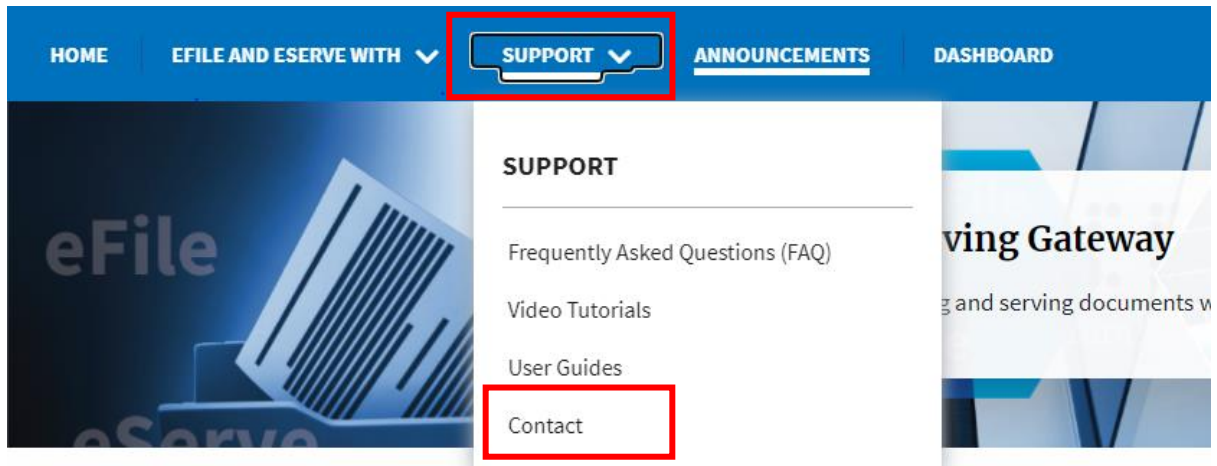 HOME EFILE AND ESERVE WITH SUPPORT ANNOUNCEMENTS DASHBOARD
SUPPORT
eFile
ving Gateway
Frequently Asked Questions (FAQ)
and serving documents
Video Tutorials
User Guides
Contact
eServe